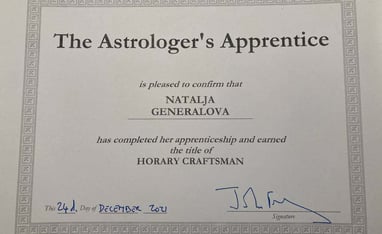 The Astrologer's Apprentice
is pleased to confirm that
NATALJA
GENERALOVA
has completed her apprenticeship and earned
the title of
HORARY CRAFTSMAN
This 24th Day of DECEMBER 2021
Signature